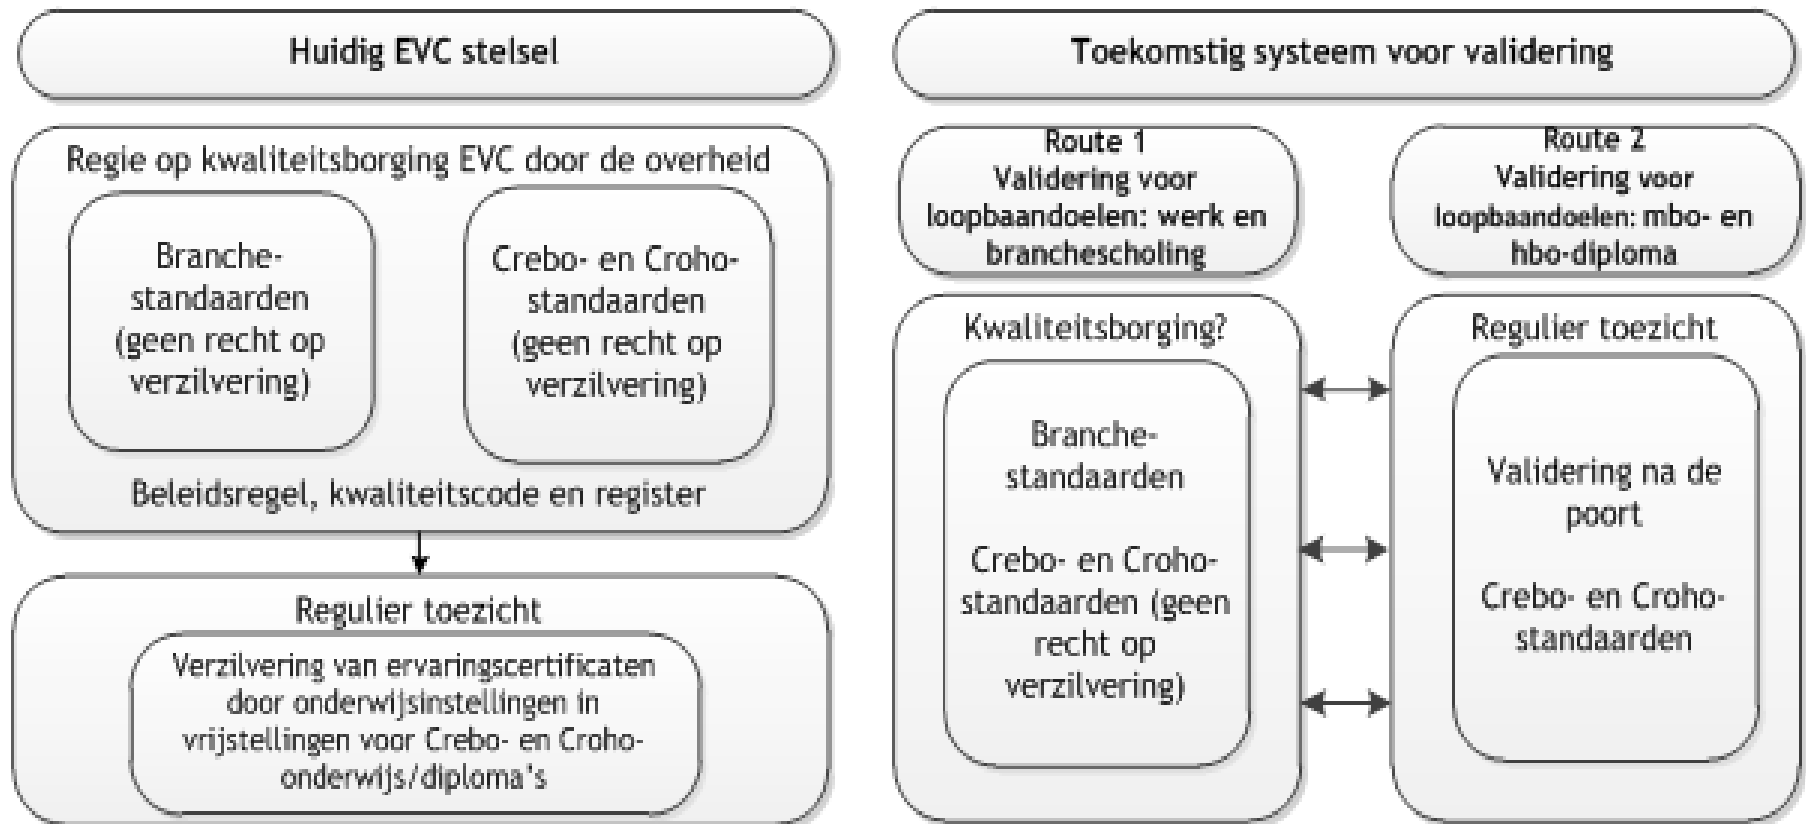 Huidig EVC stelsel
Regie op kwaliteitsborging EVC door de overheid
Branche-
standaarden
(geen recht op
verzilvering)
Crebo- en Croho-
standaarden
(geen recht op
verzilvering)
Beleidsregel, kwaliteitscode en register
Regulier toezicht
Verzilvering van ervaringscertificaten
door onderwijsinstellingen in
vrijstellingen voor Crebo- en Croho-
onderwijs/diploma's
Toekomstig systeem voor validering
Route 1
Validering voor
loopbaandoelen: werk en
branchescholing
Kwaliteitsborging?
Branche-
standaarden
Crebo- en Croho-
standaarden (geen
recht op
verzilvering)
Route 2
Validering voor
loopbaandoelen: mbo- en
hbo-diploma
Regulier toezicht
Validering na de
poort
Crebo- en Croho-
standaarden